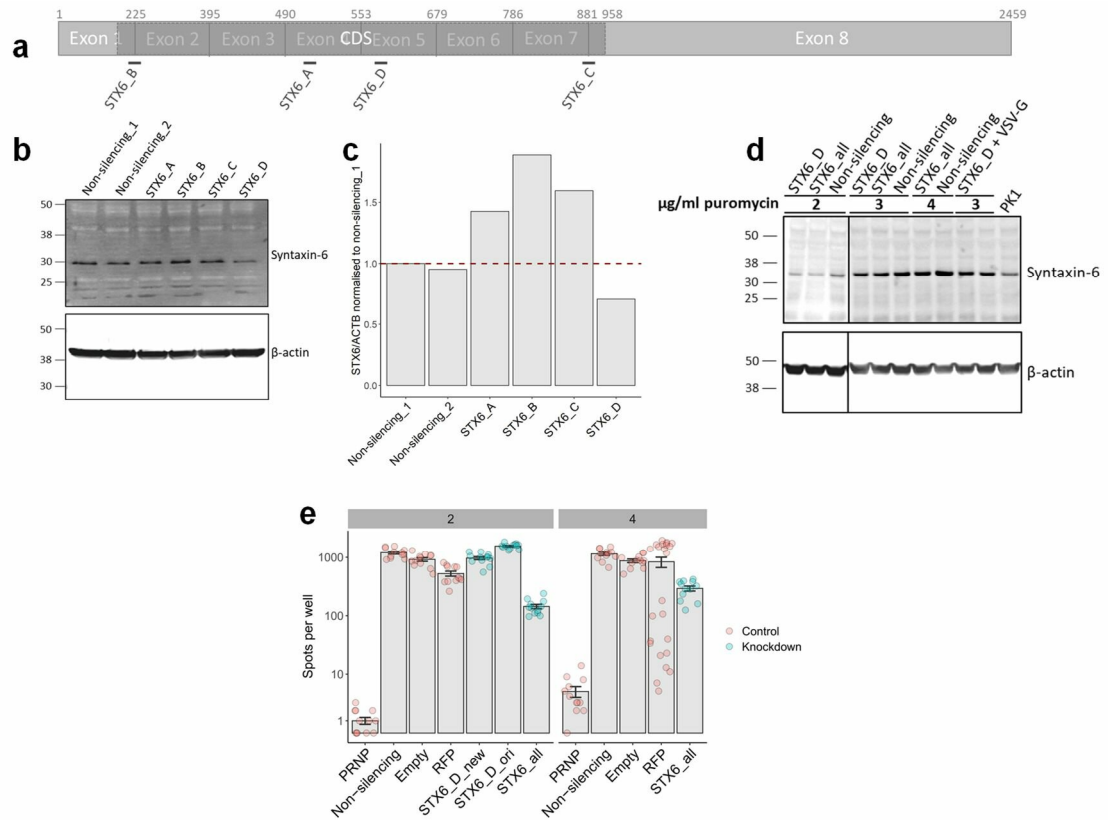 a
1 225 395 490 553 679 786 881 958 2459
Exon 1 Exon 2 Exon 3 Exon 4 CDS Exon 5 Exon 6 Exon 7 Exon 8
STX6_B STX6_A STX6_D STX6_C
b
Non-silencing_1 Non-silencing_2 STX6_A STX6_B STX6_C STX6_D
50
38
30
25
Syntaxin-6
50
38
30
β-actin
c
STX6/ACTB normalised to non-silencing_1
1.5
1.0
0.5
0.0
Non-silencing_1 Non-silencing_2 STX6_A STX6_B STX6_C STX6_D
d
STX6_D STX6_all Non-silencing STX6_D STX6_all Non-silencing STX6_all Non-silencing STX6_D + VSV-G PK1
µg/ml puromycin 2 3 4 3
50
38
30
25
Syntaxin-6
50
38
β-actin
e
2 4
Spots per well
1000
100
10
1
PRNP Non-silencing Empty RFP STX6_D_new STX6_D_ori STX6_all
PRNP Non-silencing Empty RFP STX6_all
Control
Knockdown